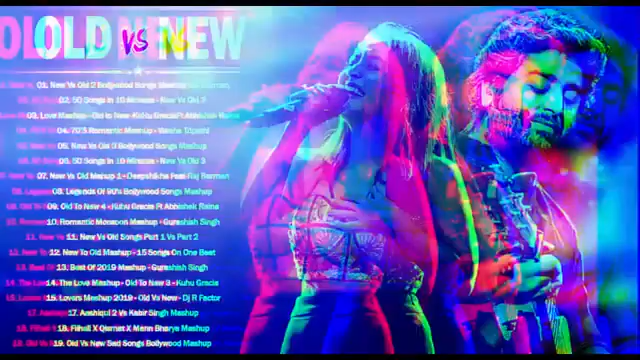 OLD VS NEW
01. New Vs Old 2 Bollywood Songs Mashup
02. 50 Songs In 10 Minutes - New Vs Old 2
03. Love Mashup - Old to New -Kuhu Gracia Ft Abhishek Raina
04. 70's Romantic Mashup - Tripathi
05. New Vs Old 3 Bollywood Songs Mashup
06. 50 Songs In 10 Minutes - New Vs Old 3
07. New Vs Old Mahup 1 - Deepshikha Feat Raj Barman
08. Legends Of 90's Bollywood Songs Mashup
09. Old To New 4 - Kuhu Gracia Ft Abhishek Raina
10. Romantic Monsoon Mashup - Gurashish Singh
11. New Vs Old Songs Part 1 Vs Part 2
12. New To Old Mashup - 15 Songs On One Beat
13. Best Of 2019 Mashup - Gurashish Singh
14. The Love Mashup - Old To New 3 - Kuhu Gracia
15. Lovars Mashup 2019 - Old Vs New - Dj R Factor
17. Aashiqui 2 Vs Kabir Singh Mashup
18. Filhall X Qismat X Mann Bharya Mashup
19. Old Vs New Sad Songs Bollywood Mashup